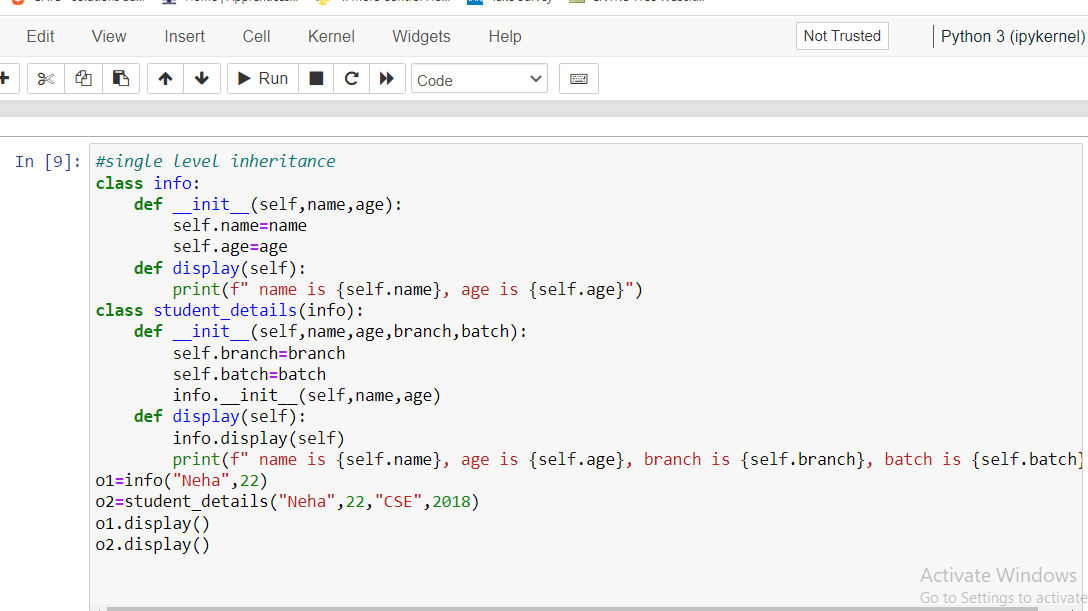 Edit View Insert Cell Kernel Widgets Help Not Trusted Python 3 (ipykernel)
Run Code
In [9]: #single level inheritance
class info:
    def __init__(self,name,age):
        self.name=name
        self.age=age
    def display(self):
        print(f" name is {self.name}, age is {self.age}")
class student_details(info):
    def __init__(self,name,age,branch,batch):
        self.branch=branch
        self.batch=batch
        info.__init__(self,name,age)
    def display(self):
        info.display(self)
        print(f" name is {self.name}, age is {self.age}, branch is {self.branch}, batch is {self.batch}
o1=info("Neha",22)
o2=student_details("Neha",22,"CSE",2018)
o1.display()
o2.display()
Activate Windows
Go to Settings to activate